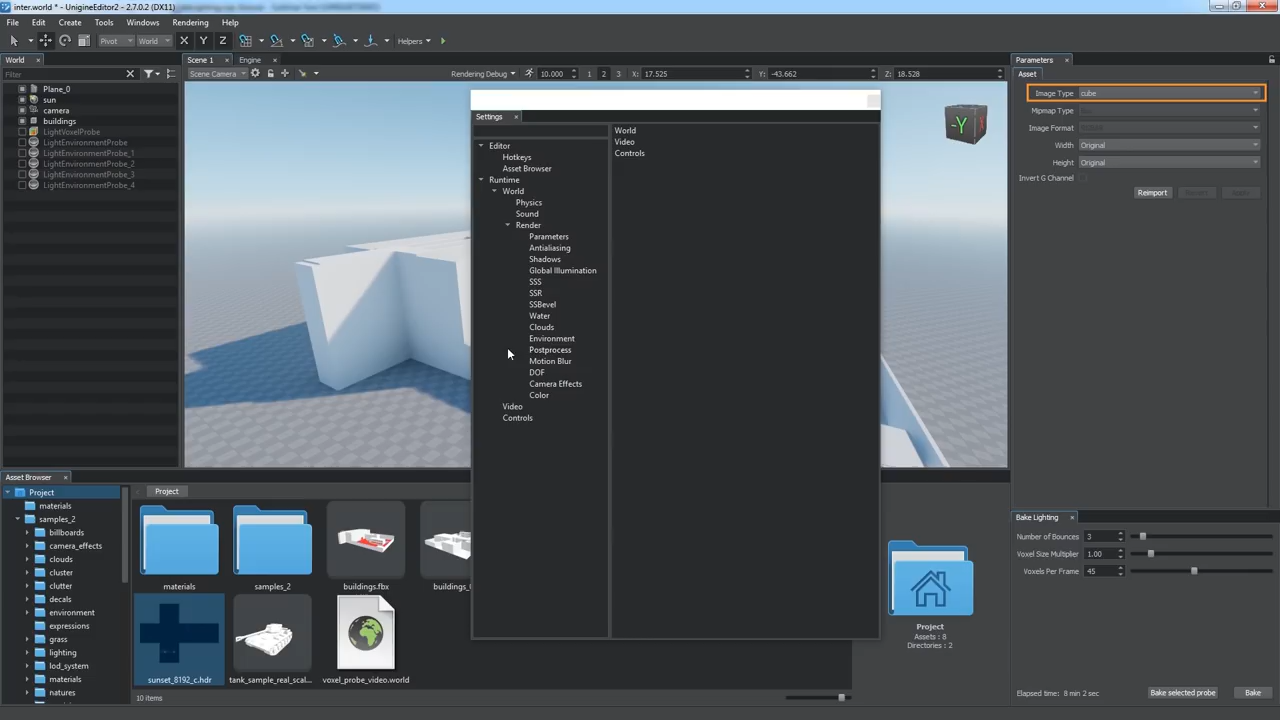 inter.world * - UnigineEditor2 - 2.7.0.2 (DX11)
File Edit Create Tools Windows Rendering Help
Pivot World X Y Z Helpers
World
Filter
Plane_0
sun
camera
buildings
LightVoxelProbe
LightEnvironmentProbe
LightEnvironmentProbe_1
LightEnvironmentProbe_2
LightEnvironmentProbe_3
LightEnvironmentProbe_4
Scene 1 Engine
Scene Camera Rendering Debug 10.000 1 2 3 X: 17.525 Y: -43.662 Z: 18.528
-Y
Settings
Editor
Hotkeys
Asset Browser
Runtime
World
Physics
Sound
Render
Parameters
Antialiasing
Shadows
Global Illumination
SSS
SSR
SSBevel
Water
Clouds
Environment
Postprocess
Motion Blur
DOF
Camera Effects
Color
Video
Controls
World
Video
Controls
Parameters
Asset
Image Type cube
Mipmap Type
Image Format
Width Original
Height Original
Invert G Channel
Reimport
Asset Browser
Project
materials
samples_2
billboards
camera_effects
clouds
cluster
clutter
decals
environment
expressions
grass
lighting
lod_system
materials
natures
Project
materials
samples_2
buildings.fbx
sunset_8192_c.hdr
tank_sample_real_scal...
voxel_probe_video.world
10 items
Project
Assets : 8
Directories : 2
Bake Lighting
Number of Bounces 3
Voxel Size Multiplier 1.00
Voxels Per Frame 45
Elapsed time: 8 min 2 sec Bake selected probe Bake